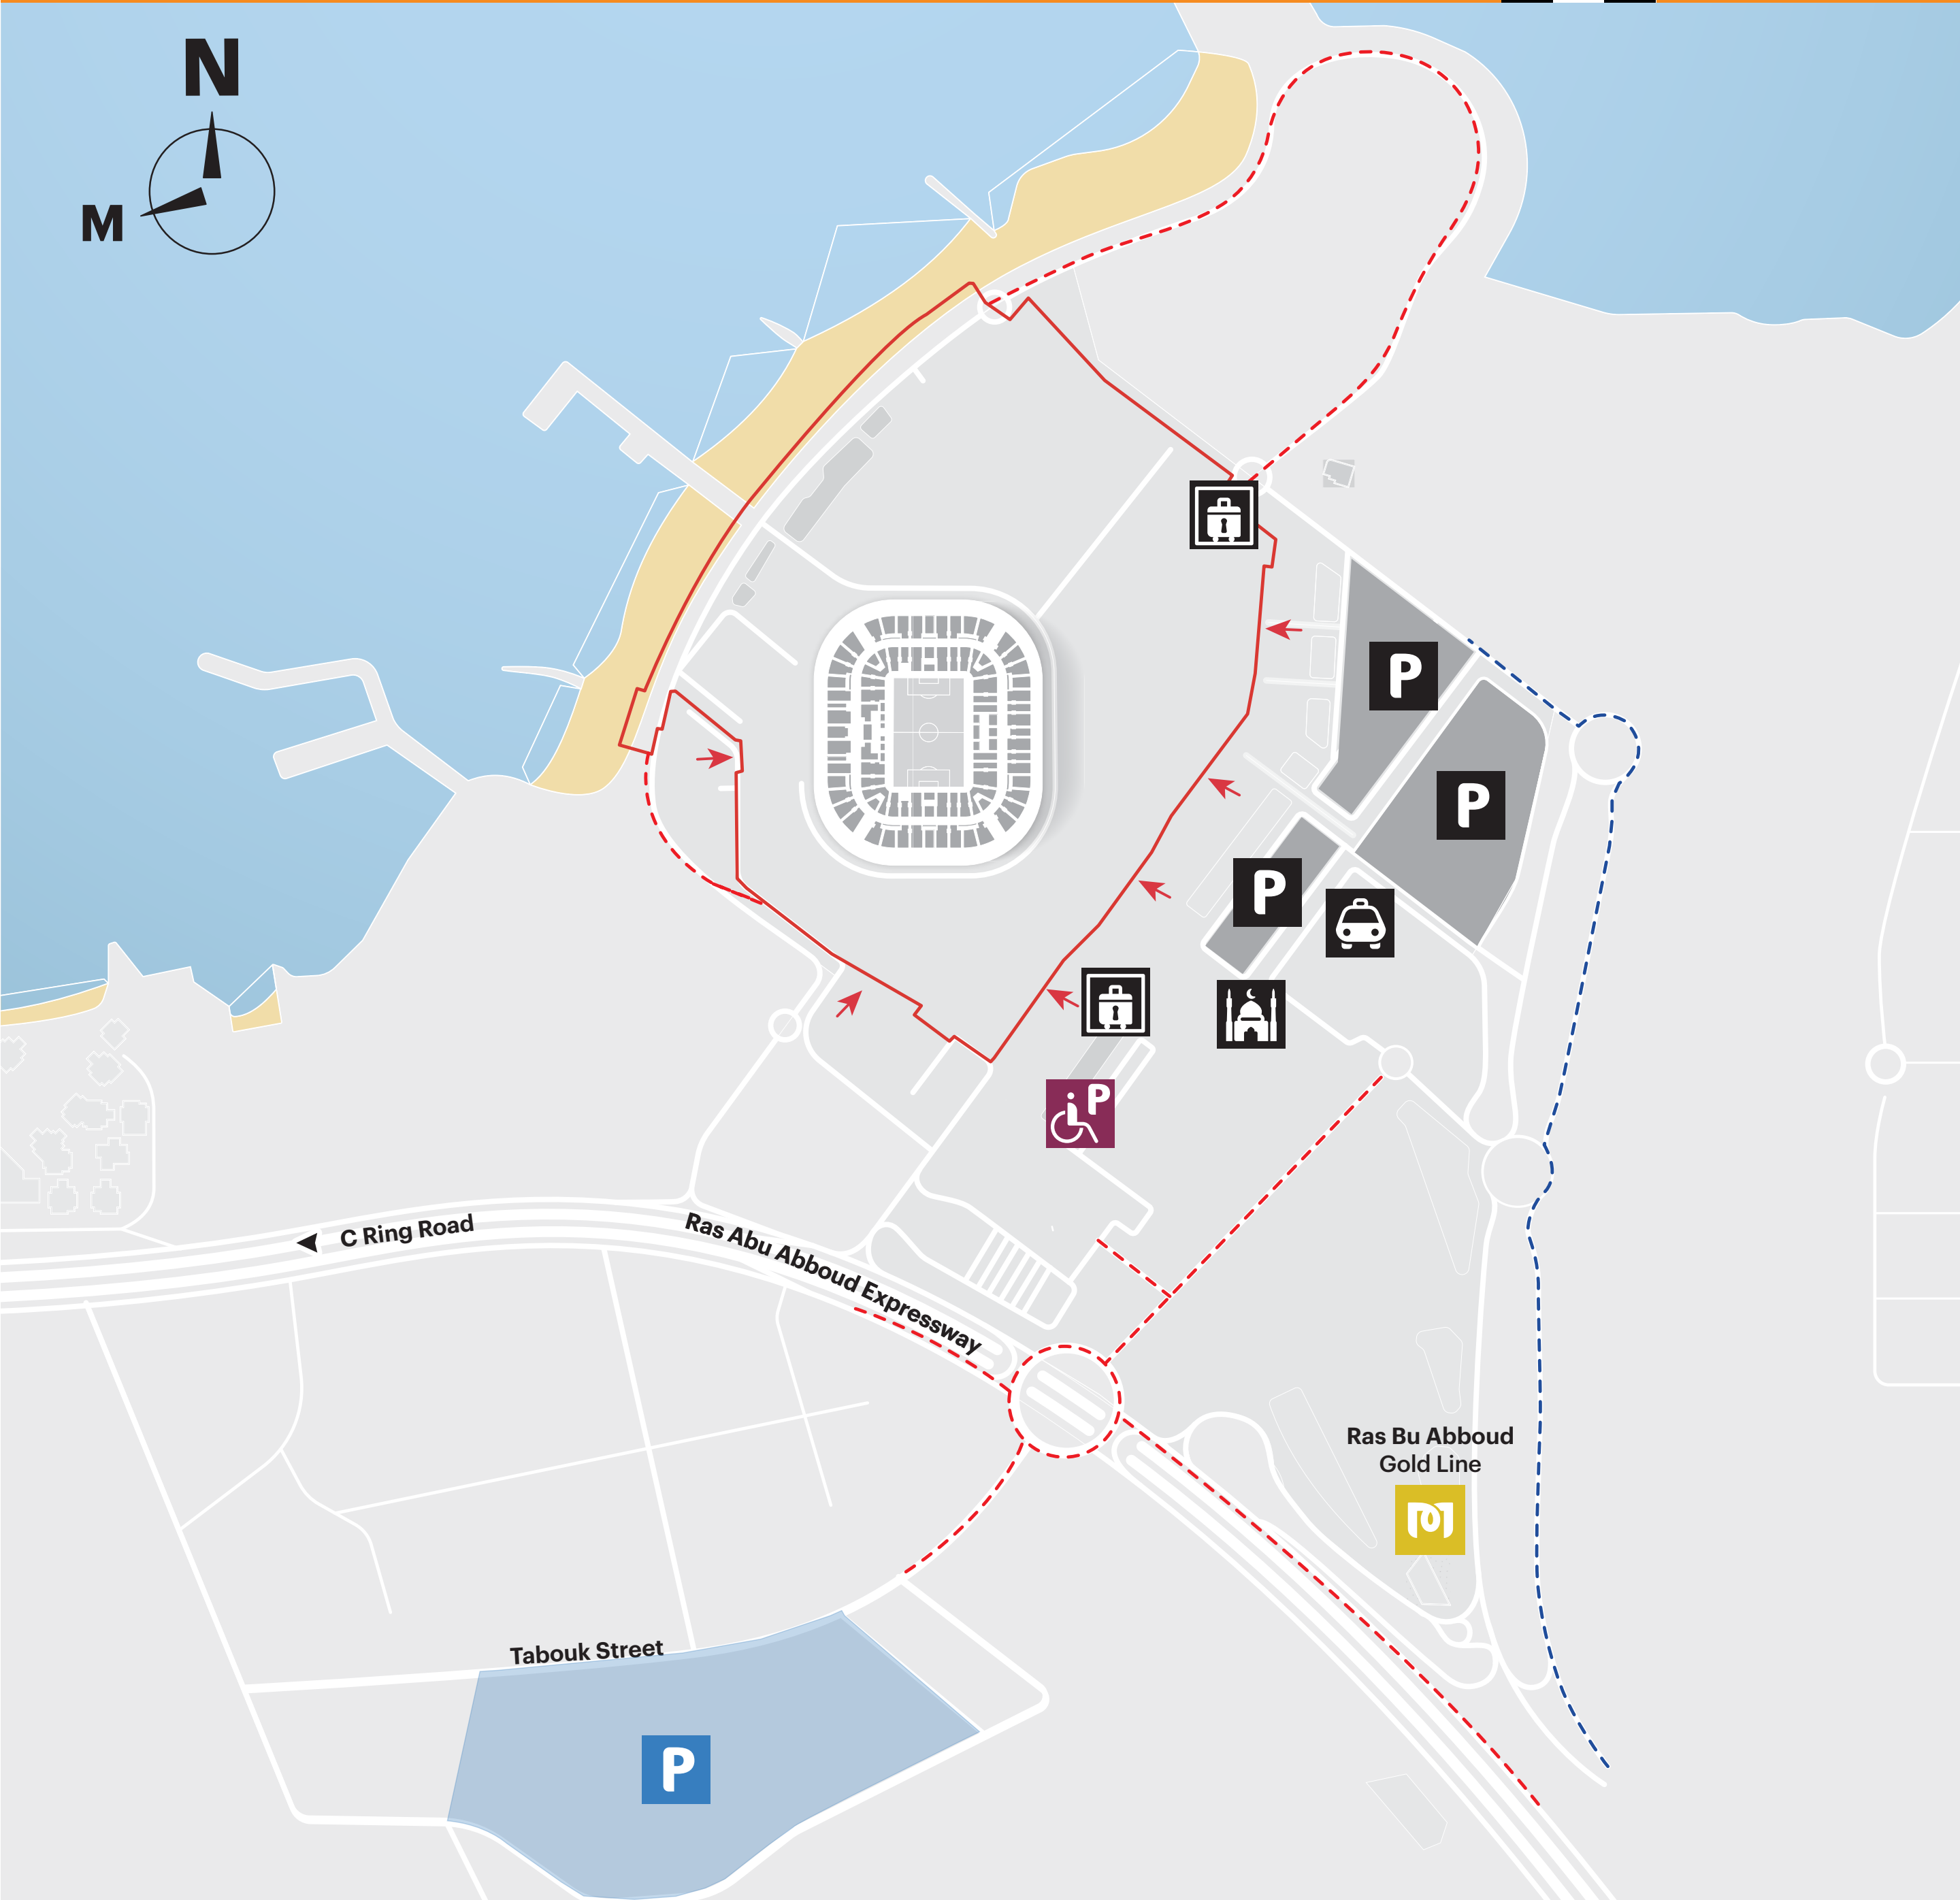 N
M
P
P
P
P
C Ring Road
Ras Abu Abboud Expressway
Ras Bu Abboud
Gold Line
Tabouk Street
P